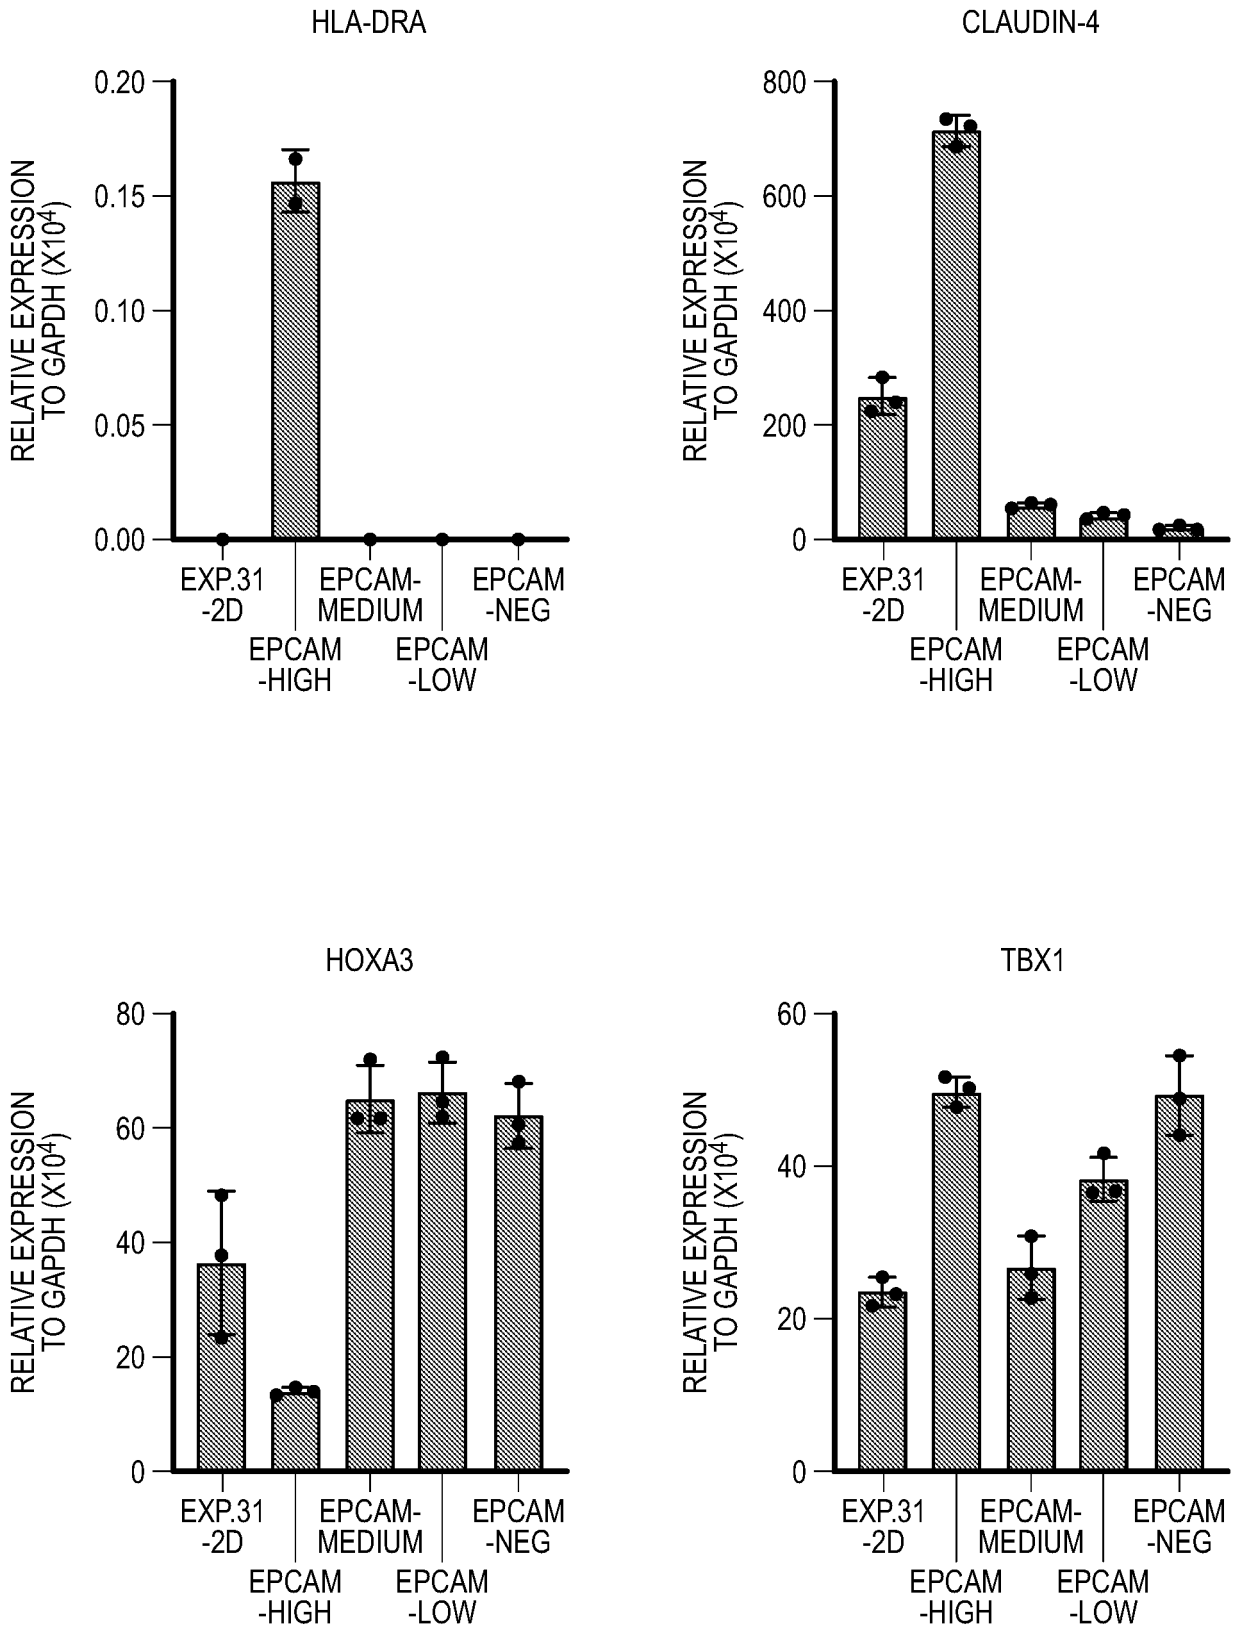 HLA-DRA
RELATIVE EXPRESSION
TO GAPDH (X10⁴)
0.20
0.15
0.10
0.05
0.00
EXP.31
-2D
EPCAM
-HIGH
EPCAM-
MEDIUM
EPCAM
-LOW
EPCAM
-NEG
CLAUDIN-4
RELATIVE EXPRESSION
TO GAPDH (X10⁴)
800
600
400
200
0
EXP.31
-2D
EPCAM
-HIGH
EPCAM-
MEDIUM
EPCAM
-LOW
EPCAM
-NEG
HOXA3
RELATIVE EXPRESSION
TO GAPDH (X10⁴)
80
60
40
20
0
EXP.31
-2D
EPCAM
-HIGH
EPCAM-
MEDIUM
EPCAM
-LOW
EPCAM
-NEG
TBX1
RELATIVE EXPRESSION
TO GAPDH (X10⁴)
60
40
20
0
EXP.31
-2D
EPCAM
-HIGH
EPCAM-
MEDIUM
EPCAM
-LOW
EPCAM
-NEG